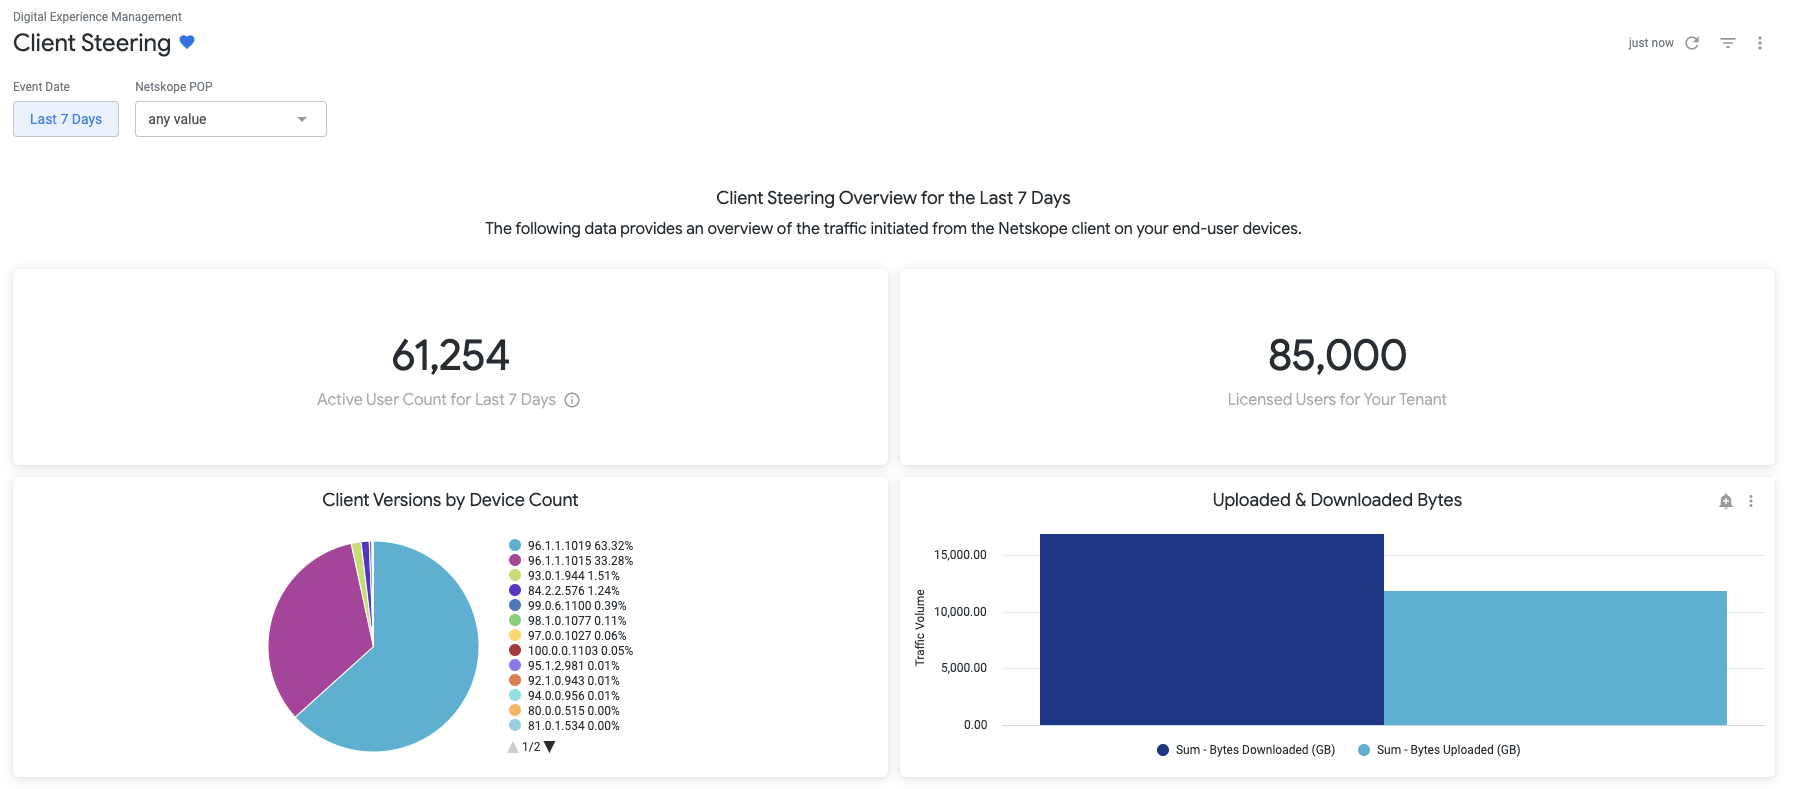 Digital Experience Management
Client Steering
just now
Event Date
Netskope POP
Last 7 Days
any value
Client Steering Overview for the Last 7 Days
The following data provides an overview of the traffic initiated from the Netskope client on your end-user devices.
61,254
Active User Count for Last 7 Days
85,000
Licensed Users for Your Tenant
Client Versions by Device Count
96.1.1.1019 63.32%
96.1.1.1015 33.28%
93.0.1.944 1.51%
84.2.2.576 1.24%
99.0.6.1100 0.39%
98.1.0.1077 0.11%
97.0.0.1027 0.06%
100.0.0.1103 0.05%
95.1.2.981 0.01%
92.1.0.943 0.01%
94.0.0.956 0.01%
80.0.0.515 0.00%
81.0.1.534 0.00%
1/2
Uploaded & Downloaded Bytes
Traffic Volume
15,000.00
10,000.00
5,000.00
0.00
Sum - Bytes Downloaded (GB)
Sum - Bytes Uploaded (GB)